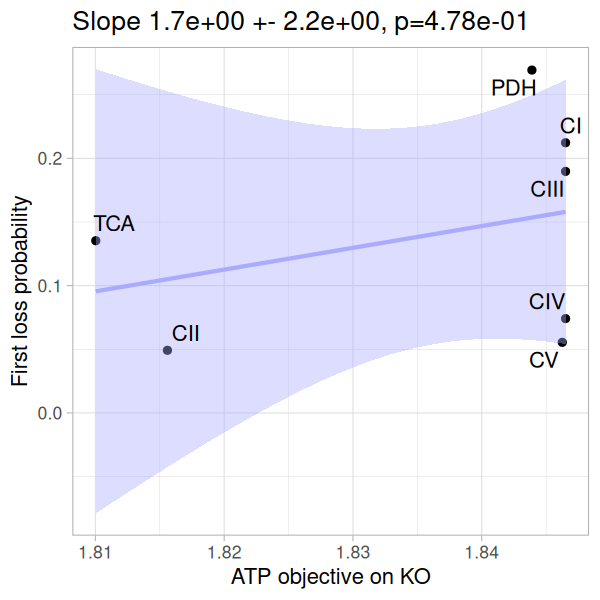 Slope 1.7e+00 +- 2.2e+00, p=4.78e-01
PDH
CI
0.2
CIII
TCA
First loss probability
0.1
CIV
CII
CV
0.0
1.81
1.82
1.83
1.84
ATP objective on KO